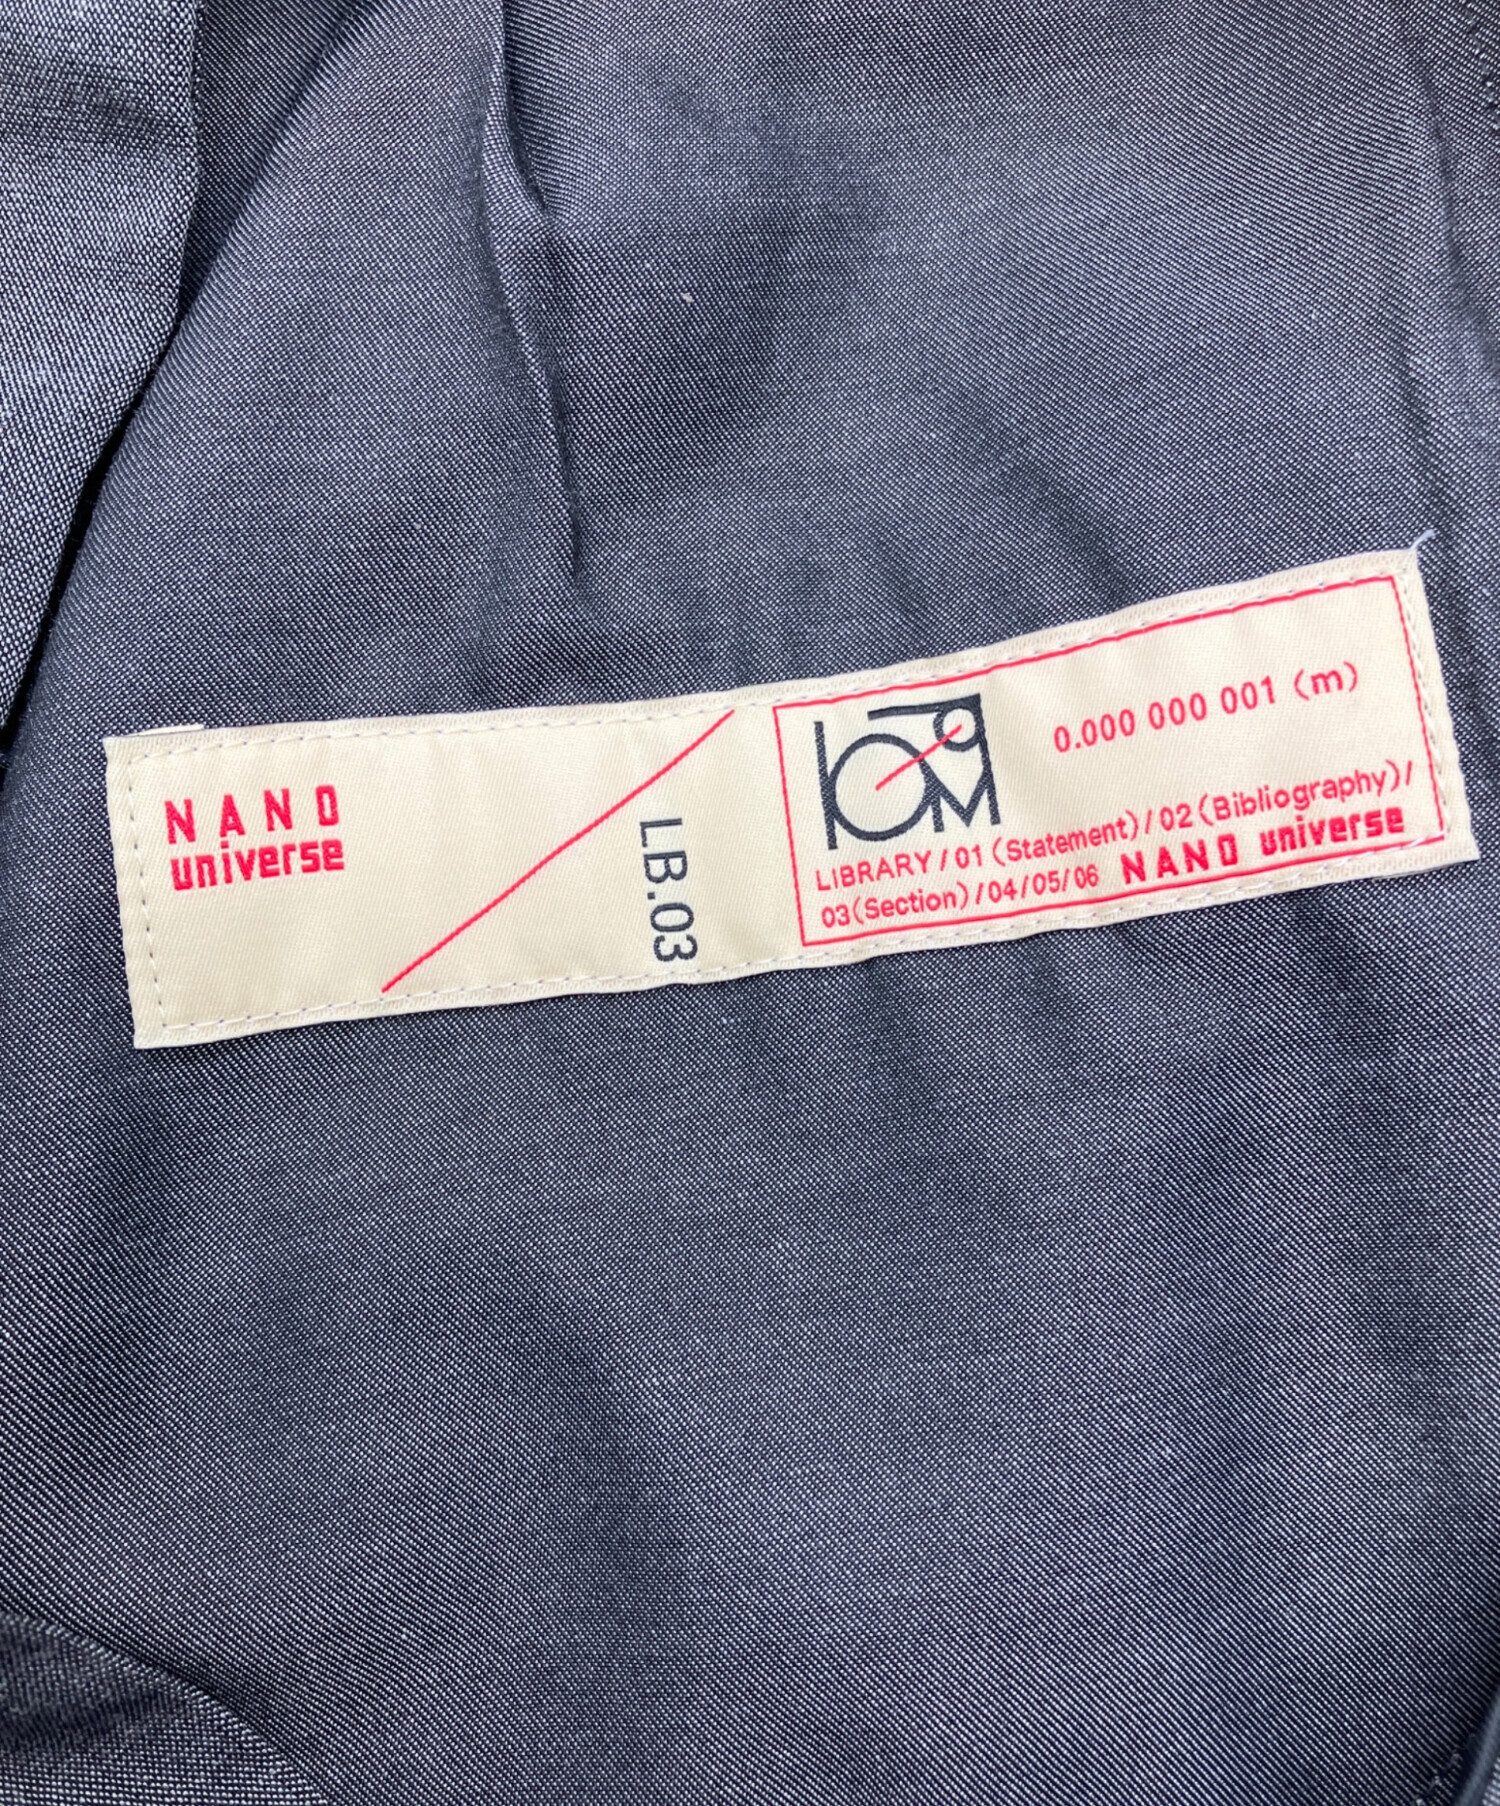 NANO
universe
LB.03
0.000 000 001 (m)
LIBRARY/01 (Statement)/02(Bibliography)/
03(Section)/04/05/06 NANO universe